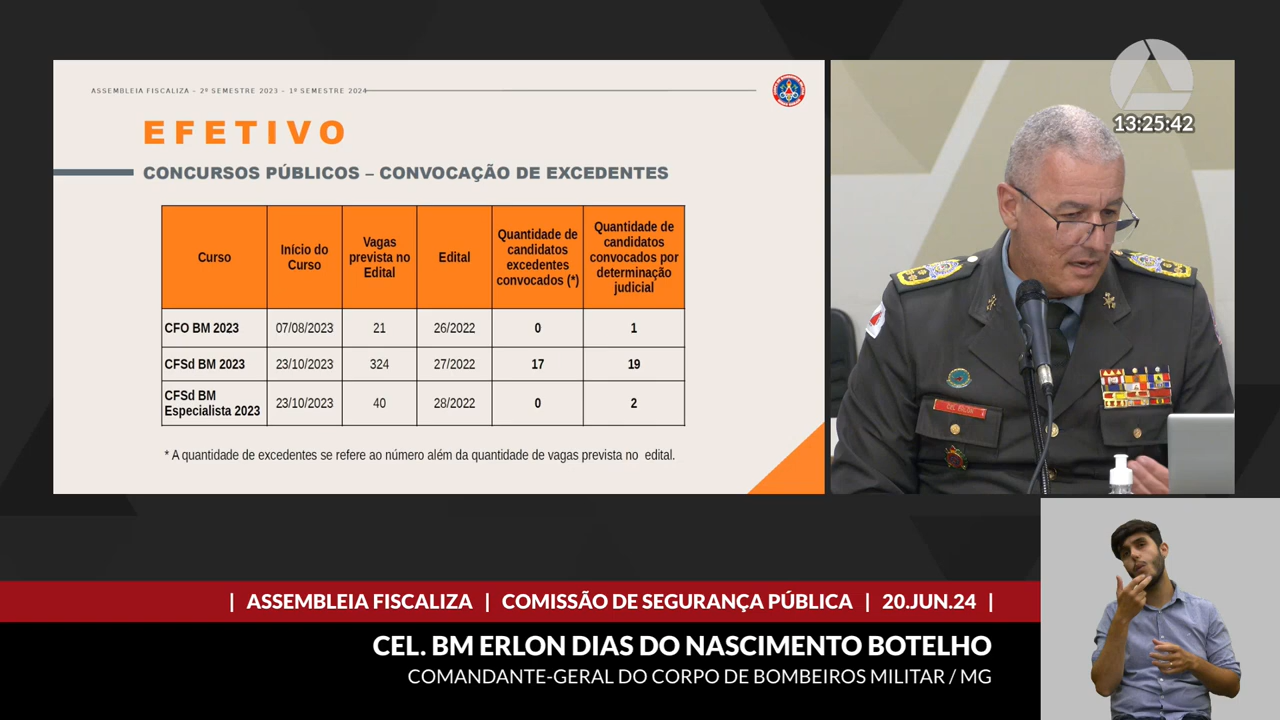 ASSEMBLEIA FISCALIZA – 2º SEMESTRE 2023 – 1º SEMESTRE 2024
EFETIVO
CONCURSOS PÚBLICOS – CONVOCAÇÃO DE EXCEDENTES
Curso
Início do
Curso
Vagas
prevista no
Edital
Edital
Quantidade de
candidatos
excedentes
convocados (*)
Quantidade de
candidatos
convocados por
determinação
judicial
CFO BM 2023 07/08/2023 21 26/2022 0 1
CFSd BM 2023 23/10/2023 324 27/2022 17 19
CFSd BM
Especialista 2023 23/10/2023 40 28/2022 0 2
* A quantidade de excedentes se refere ao número além da quantidade de vagas prevista no edital.
13:25:42
CEL ERLON
| ASSEMBLEIA FISCALIZA | COMISSÃO DE SEGURANÇA PÚBLICA | 20.JUN.24 |
CEL. BM ERLON DIAS DO NASCIMENTO BOTELHO
COMANDANTE-GERAL DO CORPO DE BOMBEIROS MILITAR / MG